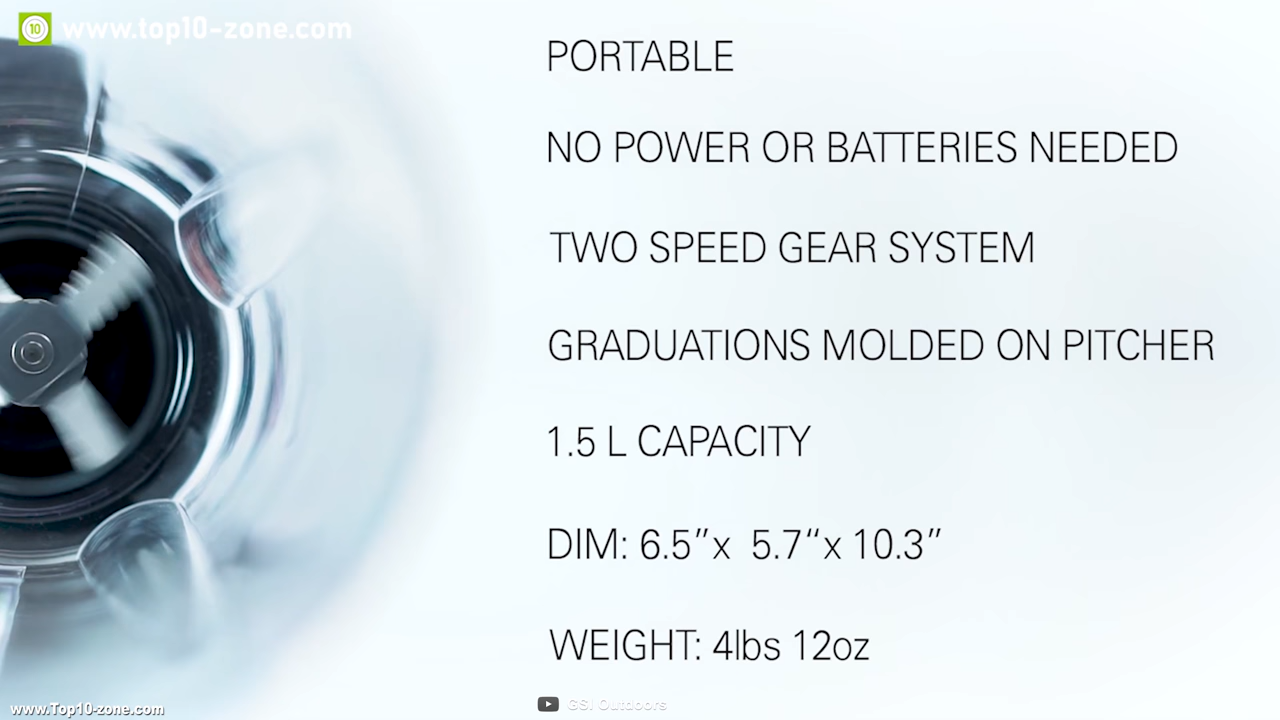 10 www.top10-zone.com
PORTABLE
NO POWER OR BATTERIES NEEDED
TWO SPEED GEAR SYSTEM
GRADUATIONS MOLDED ON PITCHER
1.5 L CAPACITY
DIM: 6.5”x 5.7“x 10.3”
WEIGHT: 4lbs 12oz
GSI Outdoors
www.Top10-zone.com